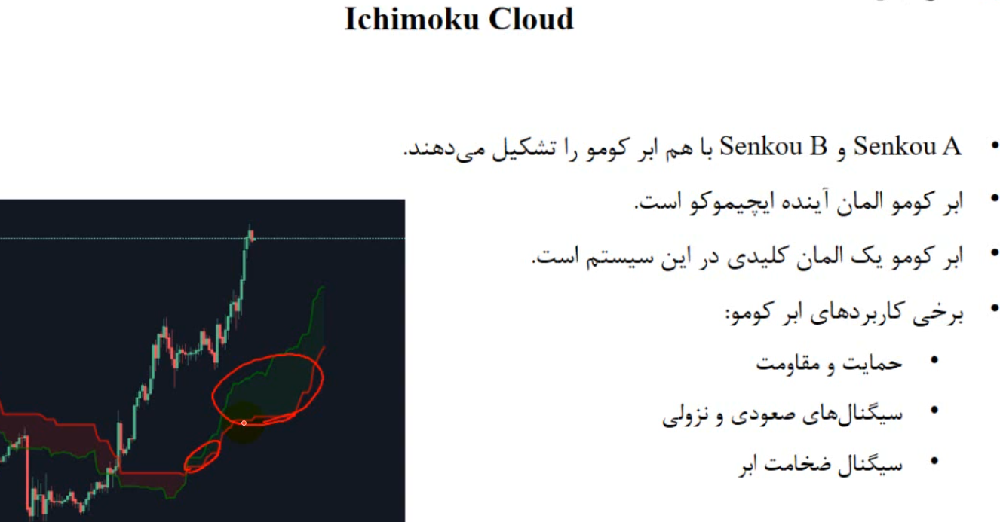 Ichimoku Cloud
• Senkou A و Senkou B با هم ابر کومو را تشکیل می‌دهند.
• ابر کومو المان آینده ایچیموکو است.
• ابر کومو یک المان کلیدی در این سیستم است.
• برخی کاربردهای ابر کومو:
• حمایت و مقاومت
• سیگنال‌های صعودی و نزولی
• سیگنال ضخامت ابر